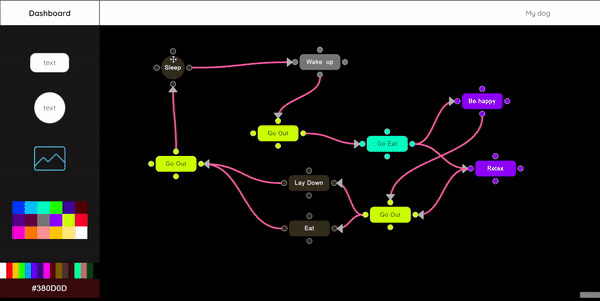 Dashboard
My dog
text
text
#380D0D
Sleep
Wake up
Be happy
Go Out
Go Eat
Go Out
Relax
Lay Down
Go Out
Eat